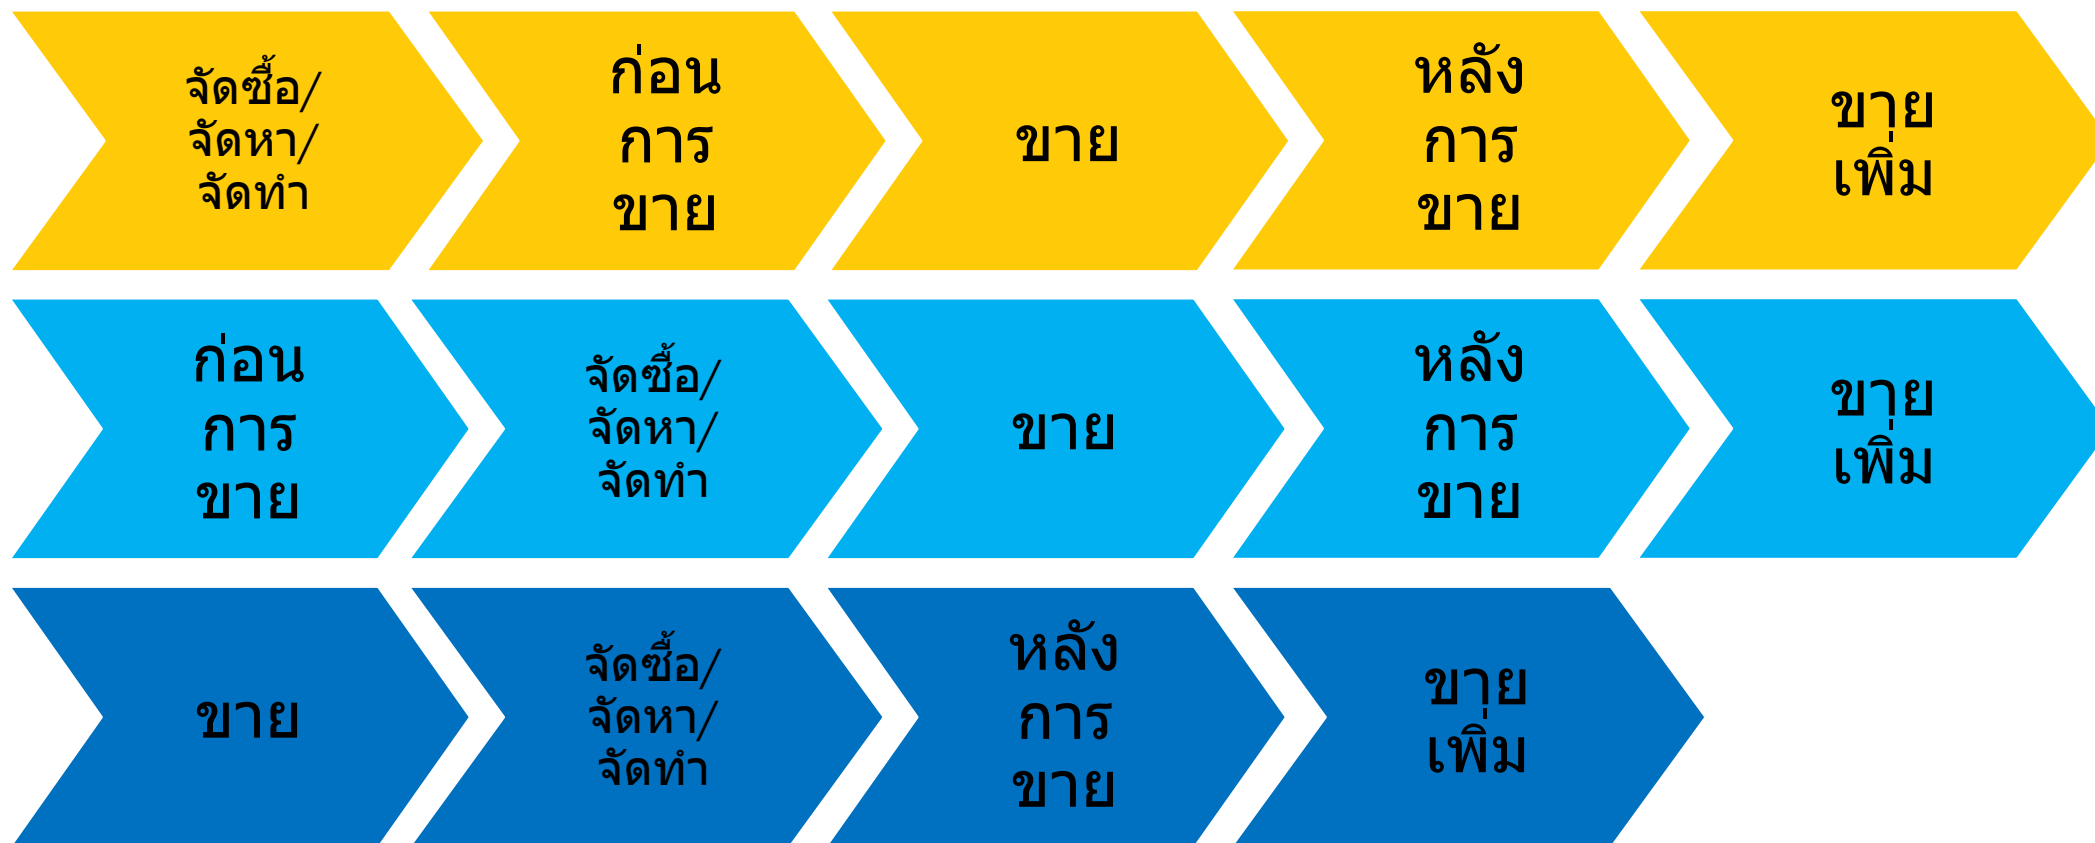 จัดซื้อ/
จัดหา/
จัดทำ
ก่อน
การ
ขาย
ขาย
หลัง
การ
ขาย
ขาย
เพิ่ม
ก่อน
การ
ขาย
จัดซื้อ/
จัดหา/
จัดทำ
ขาย
หลัง
การ
ขาย
ขาย
เพิ่ม
ขาย
จัดซื้อ/
จัดหา/
จัดทำ
หลัง
การ
ขาย
ขาย
เพิ่ม